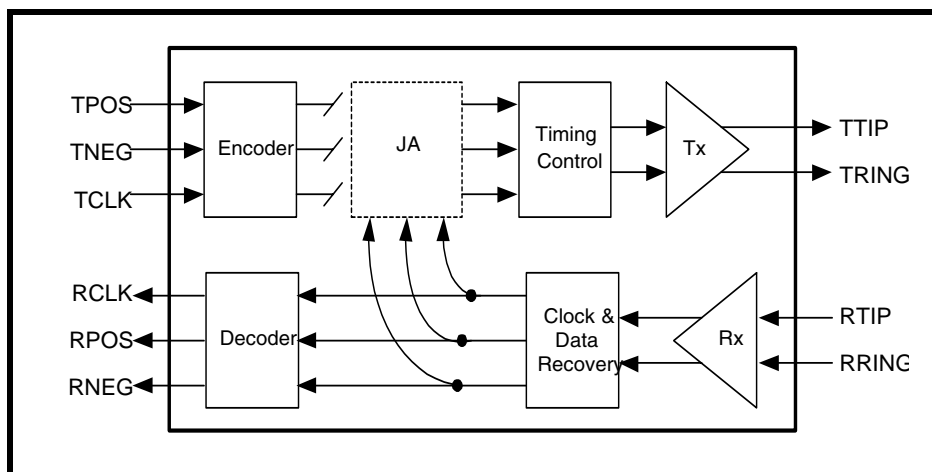 TPOS
TNEG
TCLK
Encoder
JA
Timing
Control
Tx
TTIP
TRING
RCLK
RPOS
RNEG
Decoder
Clock &
Data
Recovery
Rx
RTIP
RRING